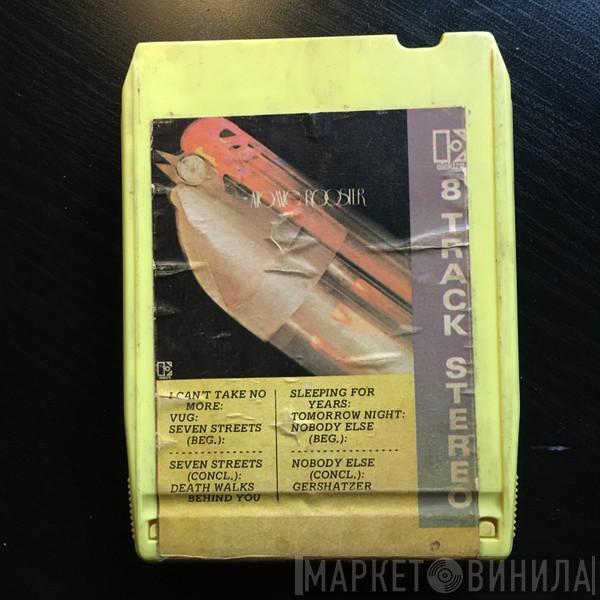 ATOMIC ROOSTER
8 TRACK STEREO
I CAN'T TAKE NO
MORE:
VUG:
SEVEN STREETS
(BEG.):
SLEEPING FOR
YEARS:
TOMORROW NIGHT:
NOBODY ELSE
(BEG.):
SEVEN STREETS
(CONCL.):
DEATH WALKS
BEHIND YOU
NOBODY ELSE
(CONCL.):
GERSHATZER
МАРКЕТ ВИНИЛА